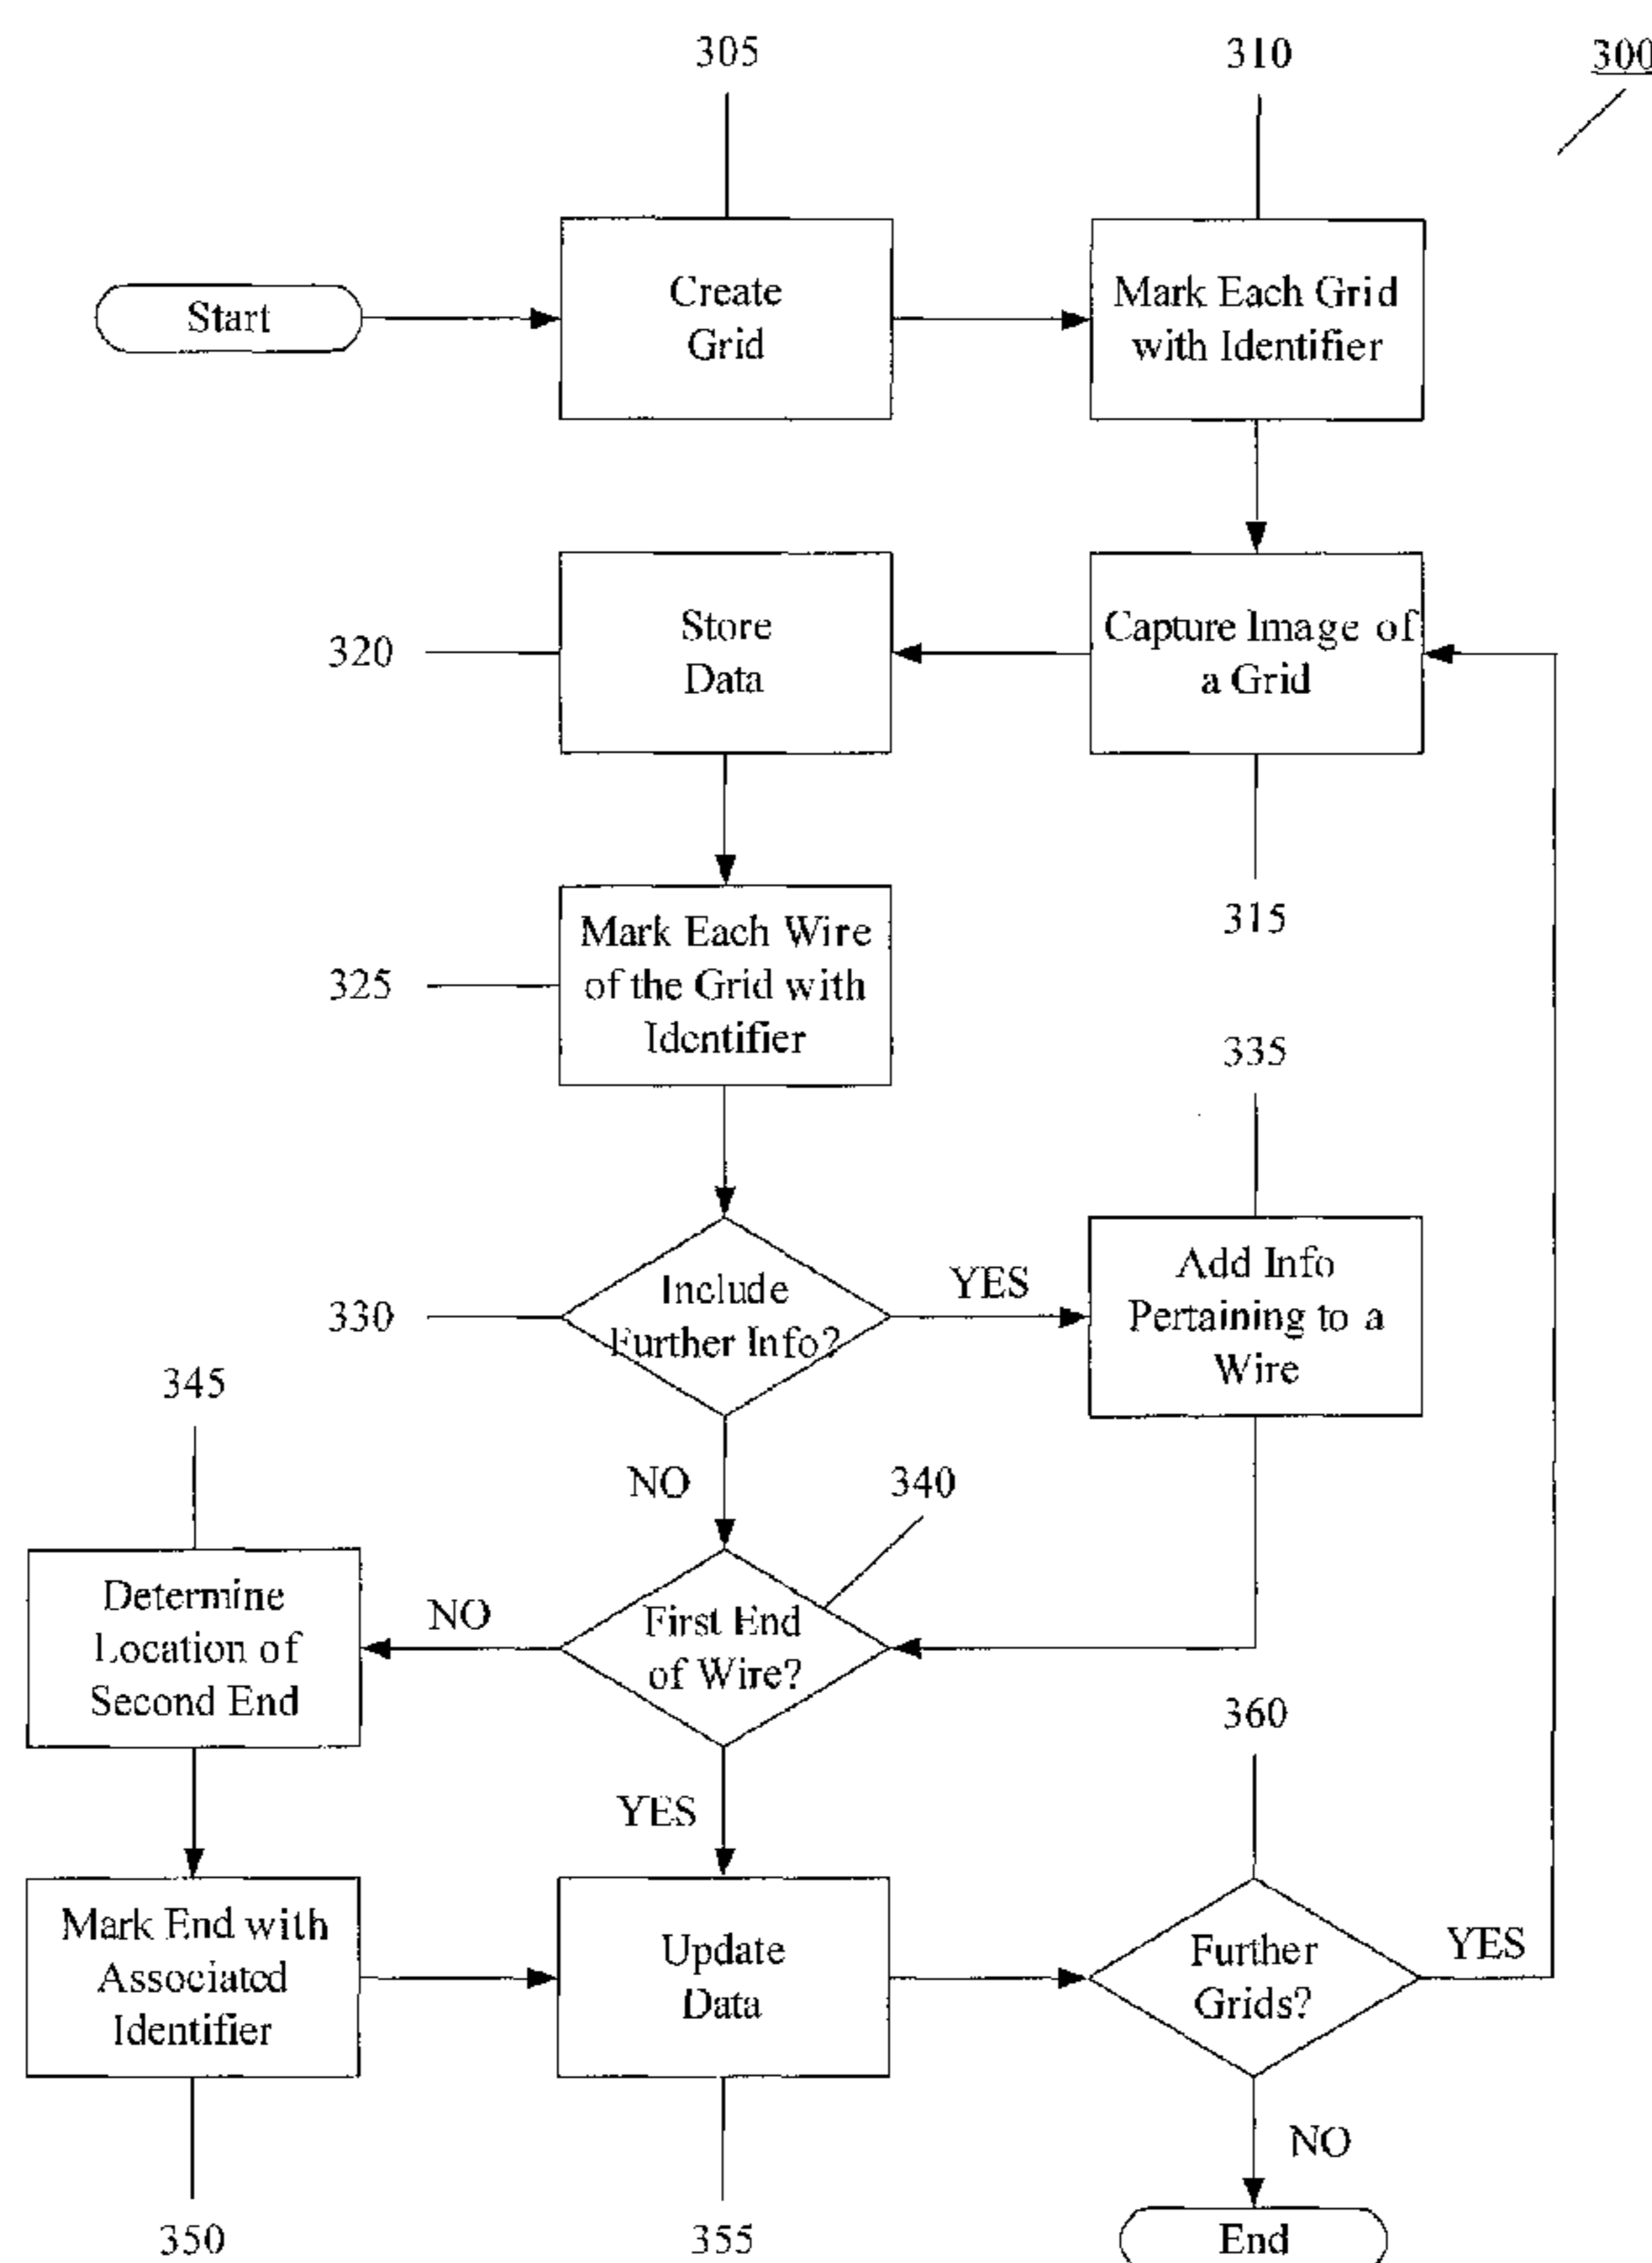 305
310
300
Start
Create
Grid
Mark Each Grid
with Identifier
320
Store
Data
Capture Image of
a Grid
315
325
Mark Each Wire
of the Grid with
Identifier
335
330
Include
Further Info?
YES
Add Info
Pertaining to a
Wire
345
NO
340
Determine
Location of
Second End
NO
First End
of Wire?
360
YES
Mark End with
Associated
Identifier
Update
Data
Further
Grids?
YES
NO
350
355
End